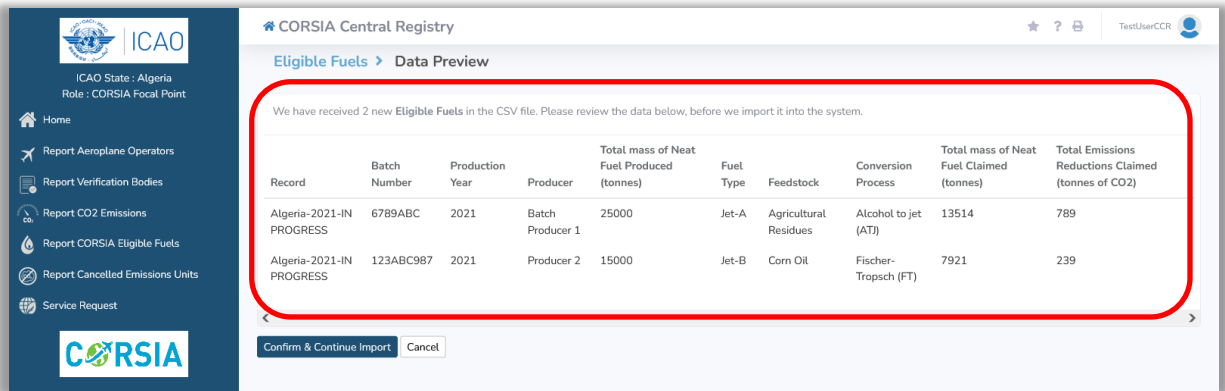 ICAO
ICAO State : Algeria
Role : CORSIA Focal Point
Home
Report Aeroplane Operators
Report Verification Bodies
Report CO2 Emissions
Report CORSIA Eligible Fuels
Report Cancelled Emissions Units
Service Request
CORSIA
CORSIA Central Registry
TestUserCCR
Eligible Fuels > Data Preview
We have received 2 new Eligible Fuels in the CSV file. Please review the data below, before we import it into the system.
Record Batch Number Production Year Producer Total mass of Neat Fuel Produced (tonnes) Fuel Type Feedstock Conversion Process Total mass of Neat Fuel Claimed (tonnes) Total Emissions Reductions Claimed (tonnes of CO2)
Algeria-2021-IN PROGRESS 6789ABC 2021 Batch Producer 1 25000 Jet-A Agricultural Residues Alcohol to jet (ATJ) 13514 789
Algeria-2021-IN PROGRESS 123ABC987 2021 Producer 2 15000 Jet-B Corn Oil Fischer-Tropsch (FT) 7921 239
Confirm & Continue Import Cancel